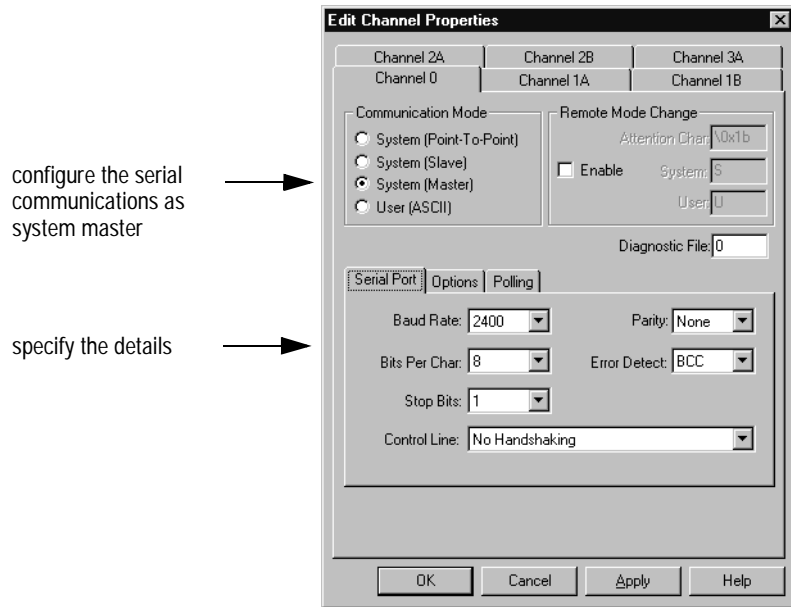 Edit Channel Properties
Channel 2A
Channel 2B
Channel 3A
Channel 0
Channel 1A
Channel 1B
Communication Mode
System (Point-To-Point)
System (Slave)
System (Master)
User (ASCII)
Remote Mode Change
Attention Char: \0x1b
Enable
System: S
User: U
configure the serial
communications as
system master
Diagnostic File: 0
Serial Port
Options
Polling
Baud Rate: 2400
Parity: None
specify the details
Bits Per Char: 8
Error Detect: BCC
Stop Bits: 1
Control Line: No Handshaking
OK
Cancel
Apply
Help